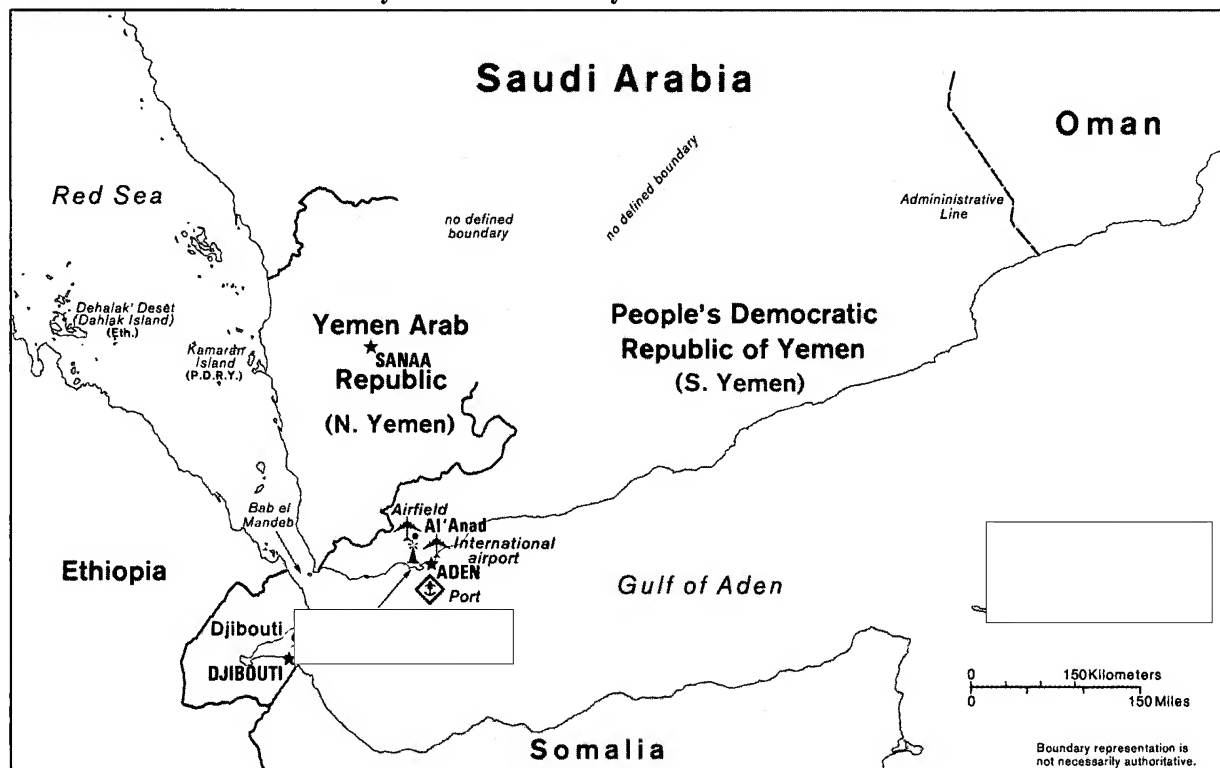 Saudi Arabia
Oman
Red Sea
no defined
boundary
no defined boundary
Admininistrative
Line
Dehalak' Desēt
(Dahlak Island)
(Eth.)
Kamarān
Island
(P.D.R.Y.)
Yemen Arab
SANAA
Republic
(N. Yemen)
People's Democratic
Republic of Yemen
(S. Yemen)
Bab el
Mandeb
Airfield
Al'Anad
International
airport
ADEN
Port
Ethiopia
Gulf of Aden
Djibouti
DJIBOUTI
Somalia
0 150 Kilometers
0 150 Miles
Boundary representation is
not necessarily authoritative.